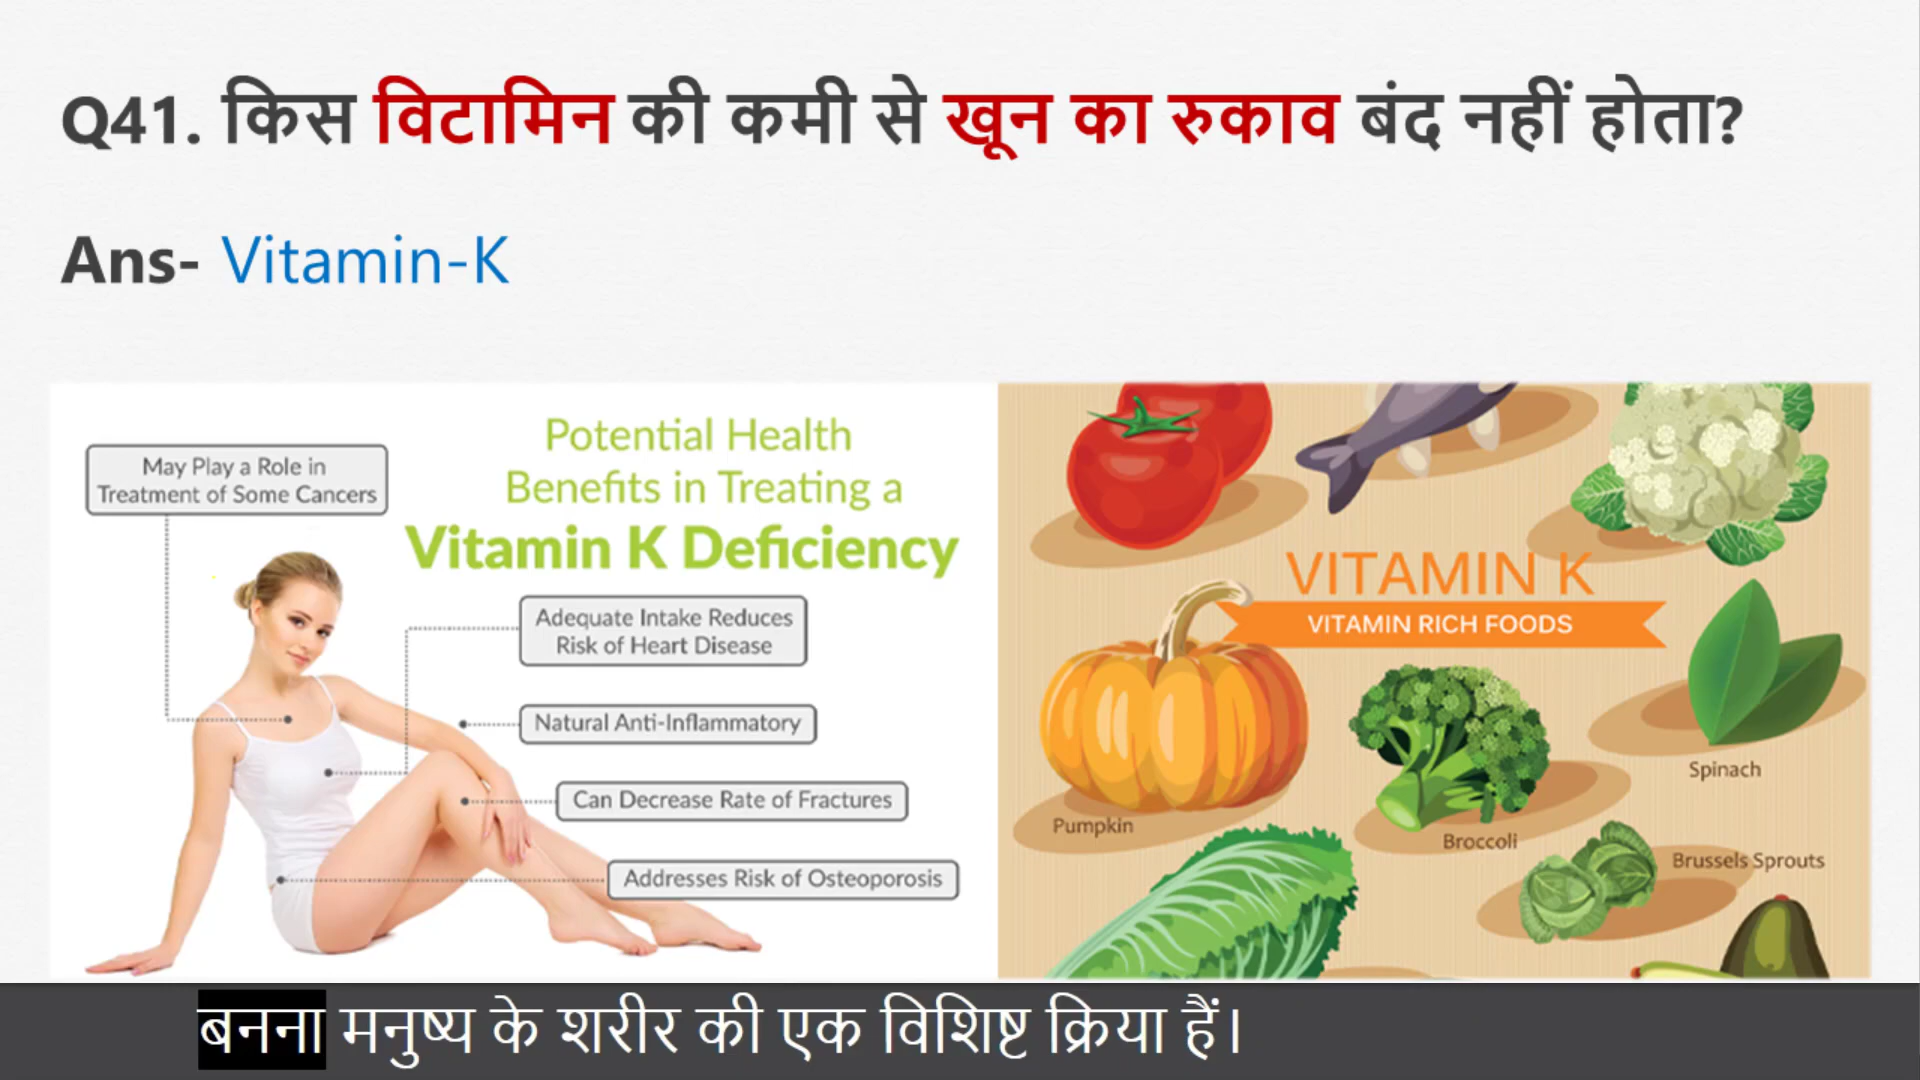 Q41. किस विटामिन की कमी से खून का रुकाव बंद नहीं होता?
Ans- Vitamin-K
Potential Health
Benefits in Treating a
Vitamin K Deficiency
May Play a Role in
Treatment of Some Cancers
Adequate Intake Reduces
Risk of Heart Disease
Natural Anti-Inflammatory
Can Decrease Rate of Fractures
Addresses Risk of Osteoporosis
VITAMIN K
VITAMIN RICH FOODS
Spinach
Pumpkin
Broccoli
Brussels Sprouts
बनना मनुष्य के शरीर की एक विशिष्ट क्रिया हैं।